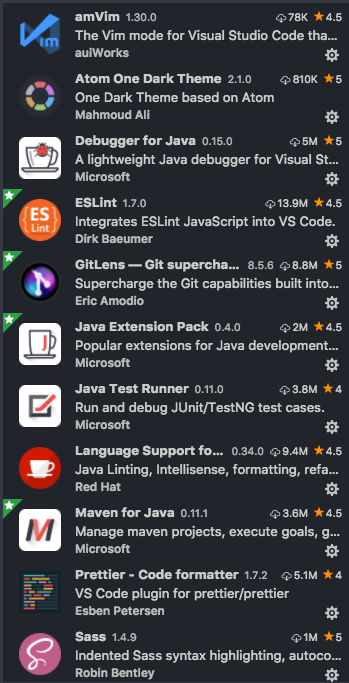 amVim 1.30.0 78K ★4.5
The Vim mode for Visual Studio Code tha...
auiWorks
Atom One Dark Theme 2.1.0 810K ★5
One Dark Theme based on Atom
Mahmoud Ali
Debugger for Java 0.15.0 5M ★5
A lightweight Java debugger for Visual St...
Microsoft
ESLint 1.7.0 13.9M ★4.5
Integrates ESLint JavaScript into VS Code.
Dirk Baeumer
GitLens — Git supercha... 8.5.6 8.8M ★5
Supercharge the Git capabilities built into...
Eric Amodio
Java Extension Pack 0.4.0 2M ★4.5
Popular extensions for Java development...
Microsoft
Java Test Runner 0.11.0 3.8M ★4
Run and debug JUnit/TestNG test cases.
Microsoft
Language Support fo... 0.34.0 9.4M ★4.5
Java Linting, Intellisense, formatting, refa...
Red Hat
Maven for Java 0.11.1 3.6M ★4.5
Manage maven projects, execute goals, g...
Microsoft
Prettier - Code formatter 1.7.2 5.1M ★4
VS Code plugin for prettier/prettier
Esben Petersen
Sass 1.4.9 1M ★5
Indented Sass syntax highlighting, autoco...
Robin Bentley